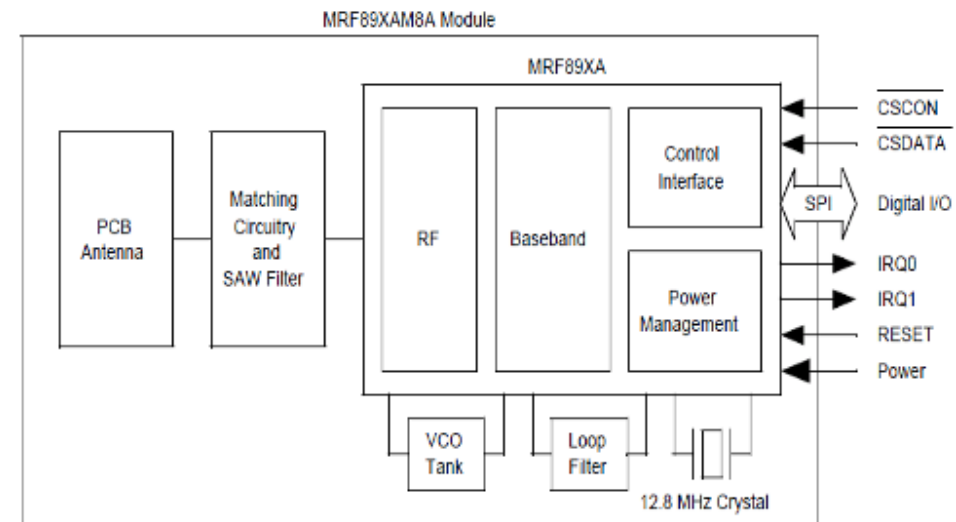 MRF89XAM8A Module
MRF89XA
CSCON
CSDATA
Control
Interface
SPI
Digital I/O
PCB
Antenna
Matching
Circuitry
and
SAW Filter
RF
Baseband
IRQ0
IRQ1
Power
Management
RESET
Power
VCO
Tank
Loop
Filter
12.8 MHz Crystal